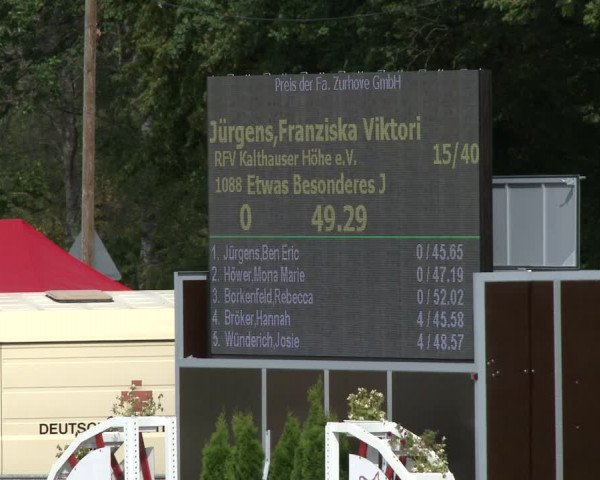 Preis der Fa. Zurhove GmbH
Jürgens,Franziska Viktori
RFV Kalthauser Höhe e.V. 15/40
1088 Etwas Besonderes J
0 49.29
1. Jürgens,Ben Eric 0 / 45.65
2. Höwer,Mona Marie 0 / 47.19
3. Borkenfeld,Rebecca 0 / 52.02
4. Bröker,Hannah 4 / 45.58
5. Wünderich,Josie 4 / 48.57
DEUTSC